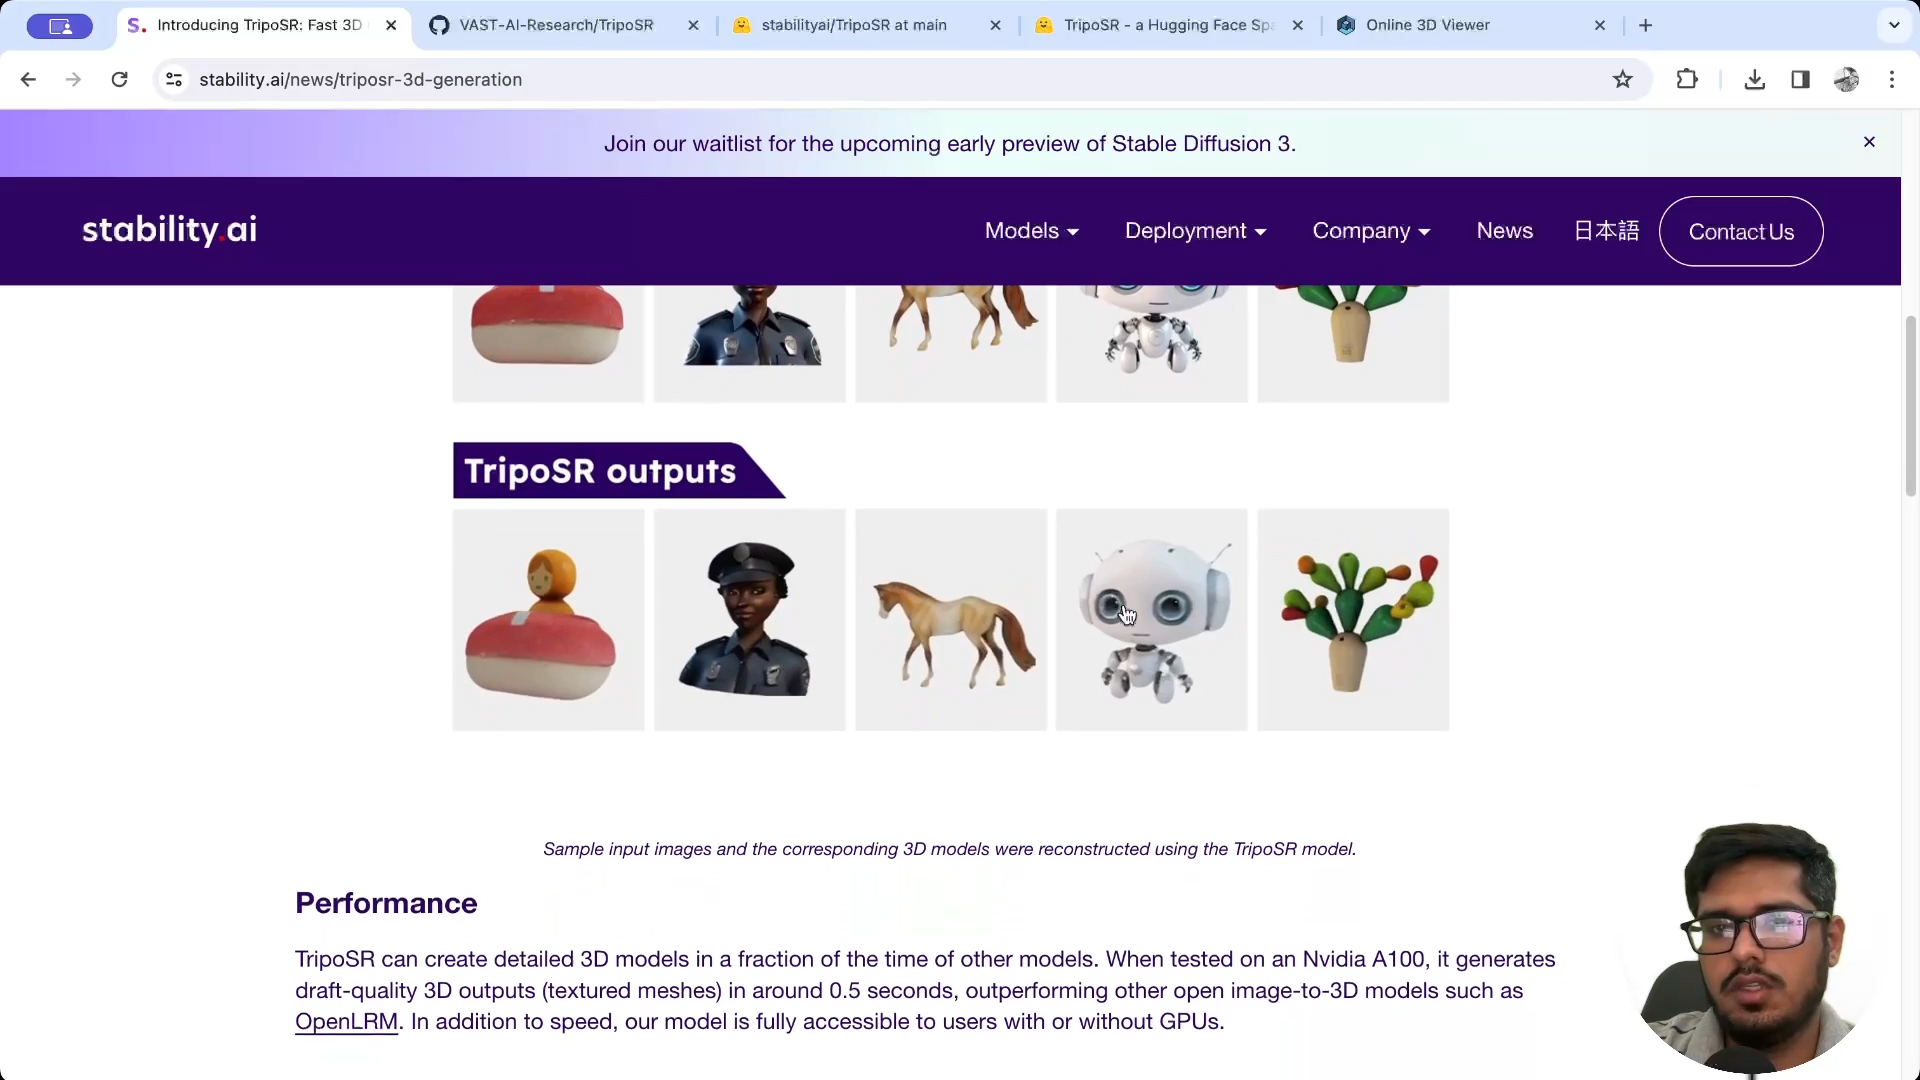 Introducing TripoSR: Fast 3D
VAST-AI-Research/TripoSR
stabilityai/TripoSR at main
TripoSR - a Hugging Face Spa
Online 3D Viewer
stability.ai/news/triposr-3d-generation
Join our waitlist for the upcoming early preview of Stable Diffusion 3.
stability.ai
Models
Deployment
Company
News
日本語
Contact Us
TripoSR outputs
Sample input images and the corresponding 3D models were reconstructed using the TripoSR model.
Performance
TripoSR can create detailed 3D models in a fraction of the time of other models. When tested on an Nvidia A100, it generates
draft-quality 3D outputs (textured meshes) in around 0.5 seconds, outperforming other open image-to-3D models such as
OpenLRM. In addition to speed, our model is fully accessible to users with or without GPUs.